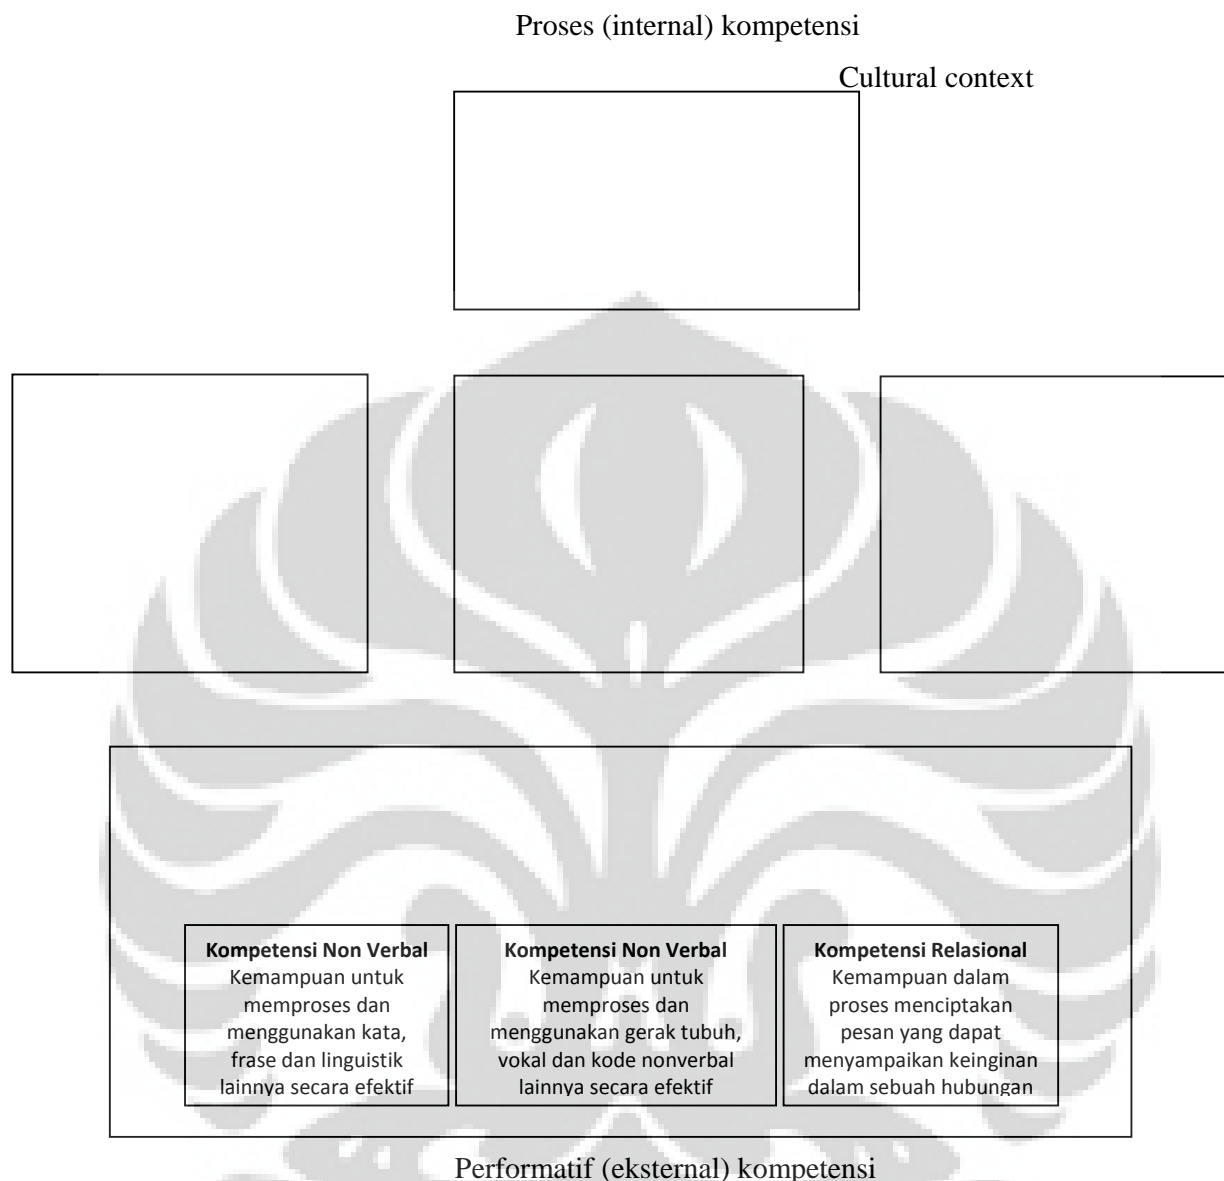 Proses (internal) kompetensi
Cultural context
Kompetensi Non Verbal
Kemampuan untuk
memproses dan
menggunakan kata,
frase dan linguistik
lainnya secara efektif
Kompetensi Non Verbal
Kemampuan untuk
memproses dan
menggunakan gerak tubuh,
vokal dan kode nonverbal
lainnya secara efektif
Kompetensi Relasional
Kemampuan dalam
proses menciptakan
pesan yang dapat
menyampaikan keinginan
dalam sebuah hubungan
Performatif (eksternal) kompetensi